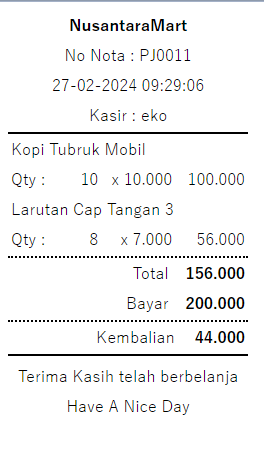 NusantaraMart
No Nota : PJ0011
27-02-2024 09:29:06
Kasir : eko
Kopi Tubruk Mobil
Qty : 10 x 10.000 100.000
Larutan Cap Tangan 3
Qty : 8 x 7.000 56.000
Total 156.000
Bayar 200.000
Kembalian 44.000
Terima Kasih telah berbelanja
Have A Nice Day